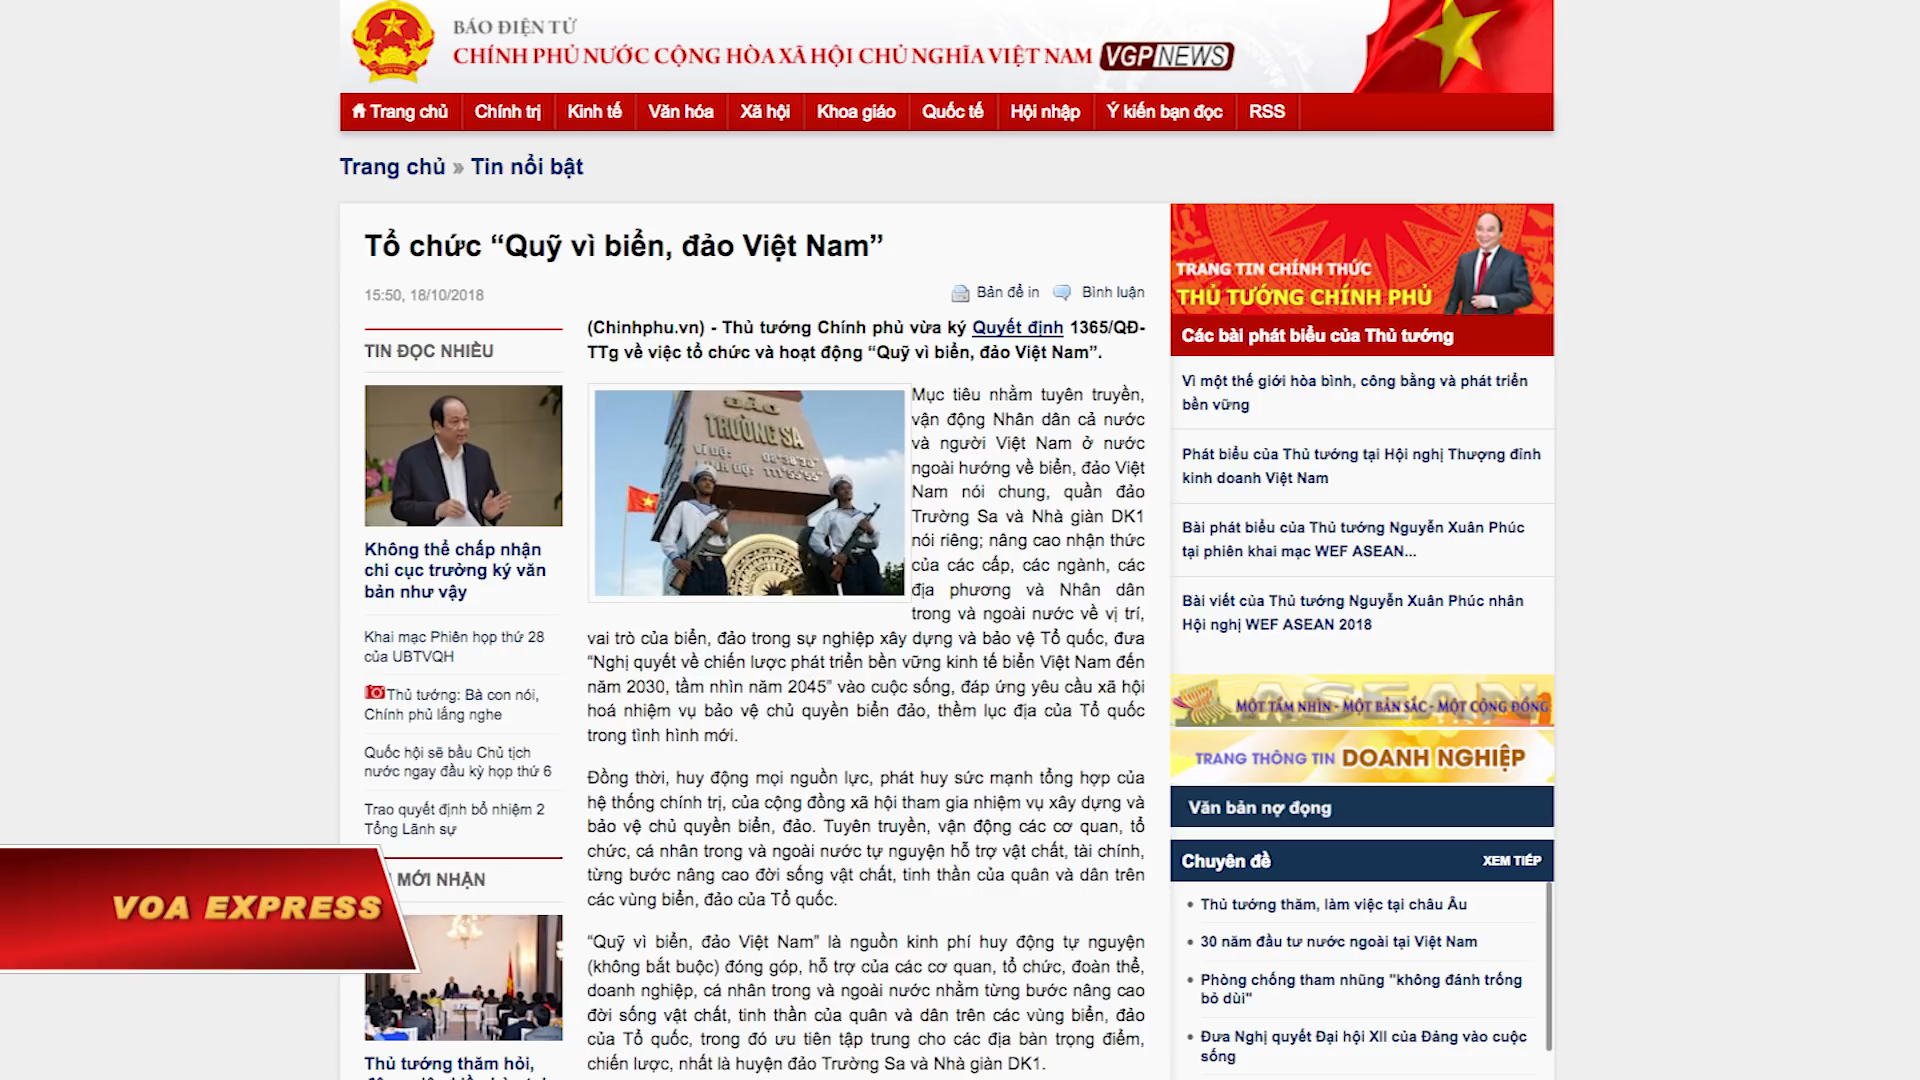 BÁO ĐIỆN TỬ
CHÍNH PHỦ NƯỚC CỘNG HÒA XÃ HỘI CHỦ NGHĨA VIỆT NAM VGPNEWS
Trang chủ Chính trị Kinh tế Văn hóa Xã hội Khoa giáo Quốc tế Hội nhập Ý kiến bạn đọc RSS
Trang chủ » Tin nổi bật
Tổ chức “Quỹ vì biển, đảo Việt Nam”
15:50, 18/10/2018
Bản để in Bình luận
TIN ĐỌC NHIỀU
Không thể chấp nhận
chi cục trưởng ký văn
bản như vậy
Khai mạc Phiên họp thứ 28
của UBTVQH
Thủ tướng: Bà con nói,
Chính phủ lắng nghe
Quốc hội sẽ bầu Chủ tịch
nước ngay đầu kỳ họp thứ 6
Trao quyết định bổ nhiệm 2
Tổng Lãnh sự
MỚI NHẬN
VOA EXPRESS
Thủ tướng thăm hỏi,
(Chinhphu.vn) - Thủ tướng Chính phủ vừa ký Quyết định 1365/QĐ-
TTg về việc tổ chức và hoạt động “Quỹ vì biển, đảo Việt Nam”.
ĐẢO
TRƯỜNG SA
VĨ ĐỘ:
Mục tiêu nhằm tuyên truyền,
vận động Nhân dân cả nước
và người Việt Nam ở nước
ngoài hướng về biển, đảo Việt
Nam nói chung, quần đảo
Trường Sa và Nhà giàn DK1
nói riêng; nâng cao nhận thức
của các cấp, các ngành, các
địa phương và Nhân dân
trong và ngoài nước về vị trí,
vai trò của biển, đảo trong sự nghiệp xây dựng và bảo vệ Tổ quốc, đưa
“Nghị quyết về chiến lược phát triển bền vững kinh tế biển Việt Nam đến
năm 2030, tầm nhìn năm 2045” vào cuộc sống, đáp ứng yêu cầu xã hội
hoá nhiệm vụ bảo vệ chủ quyền biển đảo, thềm lục địa của Tổ quốc
trong tình hình mới.
Đồng thời, huy động mọi nguồn lực, phát huy sức mạnh tổng hợp của
hệ thống chính trị, của cộng đồng xã hội tham gia nhiệm vụ xây dựng và
bảo vệ chủ quyền biển, đảo. Tuyên truyền, vận động các cơ quan, tổ
chức, cá nhân trong và ngoài nước tự nguyện hỗ trợ vật chất, tài chính,
từng bước nâng cao đời sống vật chất, tinh thần của quân và dân trên
các vùng biển, đảo của Tổ quốc.
“Quỹ vì biển, đảo Việt Nam” là nguồn kinh phí huy động tự nguyện
(không bắt buộc) đóng góp, hỗ trợ của các cơ quan, tổ chức, đoàn thể,
doanh nghiệp, cá nhân trong và ngoài nước nhằm từng bước nâng cao
đời sống vật chất, tinh thần của quân và dân trên các vùng biển, đảo
của Tổ quốc, trong đó ưu tiên tập trung cho các địa bàn trọng điểm,
chiến lược, nhất là huyện đảo Trường Sa và Nhà giàn DK1.
TRANG TIN CHÍNH THỨC
THỦ TƯỚNG CHÍNH PHỦ
Các bài phát biểu của Thủ tướng
Vì một thế giới hòa bình, công bằng và phát triển
bền vững
Phát biểu của Thủ tướng tại Hội nghị Thượng đỉnh
kinh doanh Việt Nam
Bài phát biểu của Thủ tướng Nguyễn Xuân Phúc
tại phiên khai mạc WEF ASEAN...
Bài viết của Thủ tướng Nguyễn Xuân Phúc nhân
Hội nghị WEF ASEAN 2018
ASEAN
MỘT TẦM NHÌN - MỘT BẢN SẮC - MỘT CỘNG ĐỒNG
TRANG THÔNG TIN DOANH NGHIỆP
Văn bản nợ đọng
Chuyên đề XEM TIẾP
Thủ tướng thăm, làm việc tại châu Âu
30 năm đầu tư nước ngoài tại Việt Nam
Phòng chống tham nhũng "không đánh trống
bỏ dùi"
Đưa Nghị quyết Đại hội XII của Đảng vào cuộc
sống